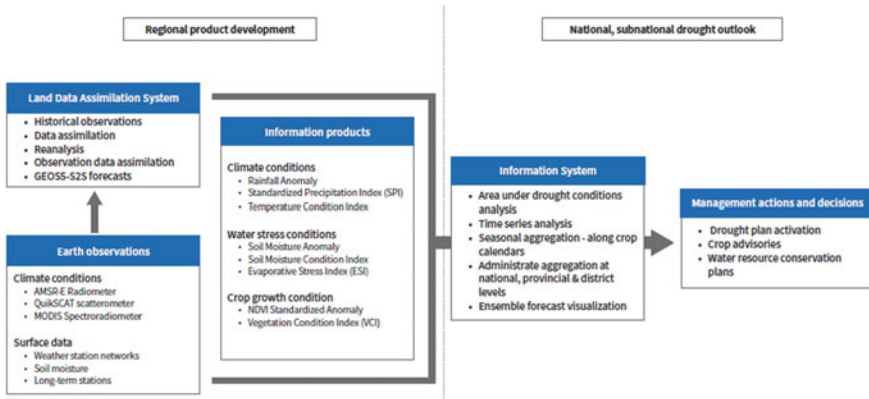 Regional product development
National, subnational drought outlook
Land Data Assimilation System
• Historical observations
• Data assimilation
• Reanalysis
• Observation data assimilation
• GEOS5-S2S forecasts
Earth observations
Climate conditions
• AMSR-E Radiometer
• QuikSCAT scatterometer
• MODIS Spectroradiometer
Surface data
• Weather station networks
• Soil moisture
• Long-term stations
Information products
Climate conditions
• Rainfall Anomaly
• Standardized Precipitation Index (SPI)
• Temperature Condition Index
Water stress conditions
• Soil Moisture Anomaly
• Soil Moisture Condition Index
• Evaporative Stress Index (ESI)
Crop growth condition
• NDVI Standardized Anomaly
• Vegetation Condition Index (VCI)
Information System
• Area under drought conditions
analysis
• Time series analysis
• Seasonal aggregation - along crop
calendars
• Administrate aggregation at
national, provincial & district
levels
• Ensemble forecast visualization
Management actions and decisions
• Drought plan activation
• Crop advisories
• Water resource conservation
plans